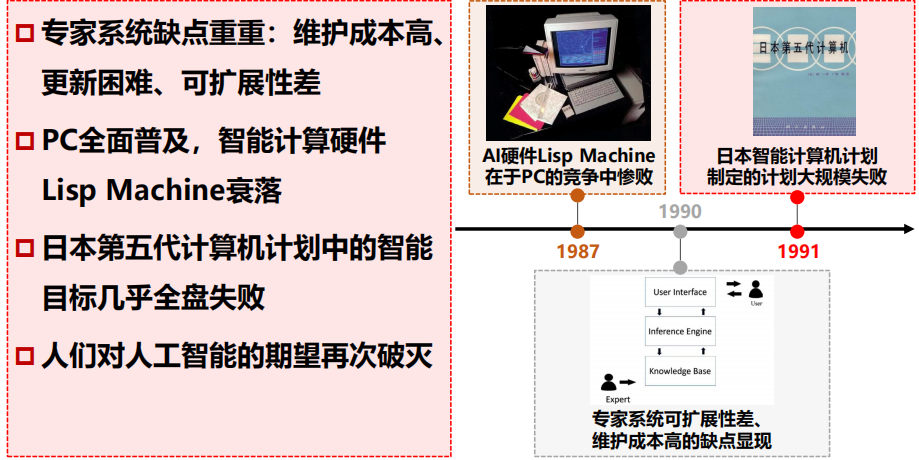 专家系统缺点重重：维护成本高、
更新困难、可扩展性差
PC全面普及，智能计算硬件
Lisp Machine衰落
日本第五代计算机计划中的智能
目标几乎全盘失败
人们对人工智能的期望再次破灭
AI硬件Lisp Machine
在于PC的竞争中惨败
日本第五代计算机
日本智能计算机计划
制定的计划大规模失败
1990
1987
1991
User Interface
User
Inference Engine
Knowledge Base
Expert
专家系统可扩展性差、
维护成本高的缺点显现